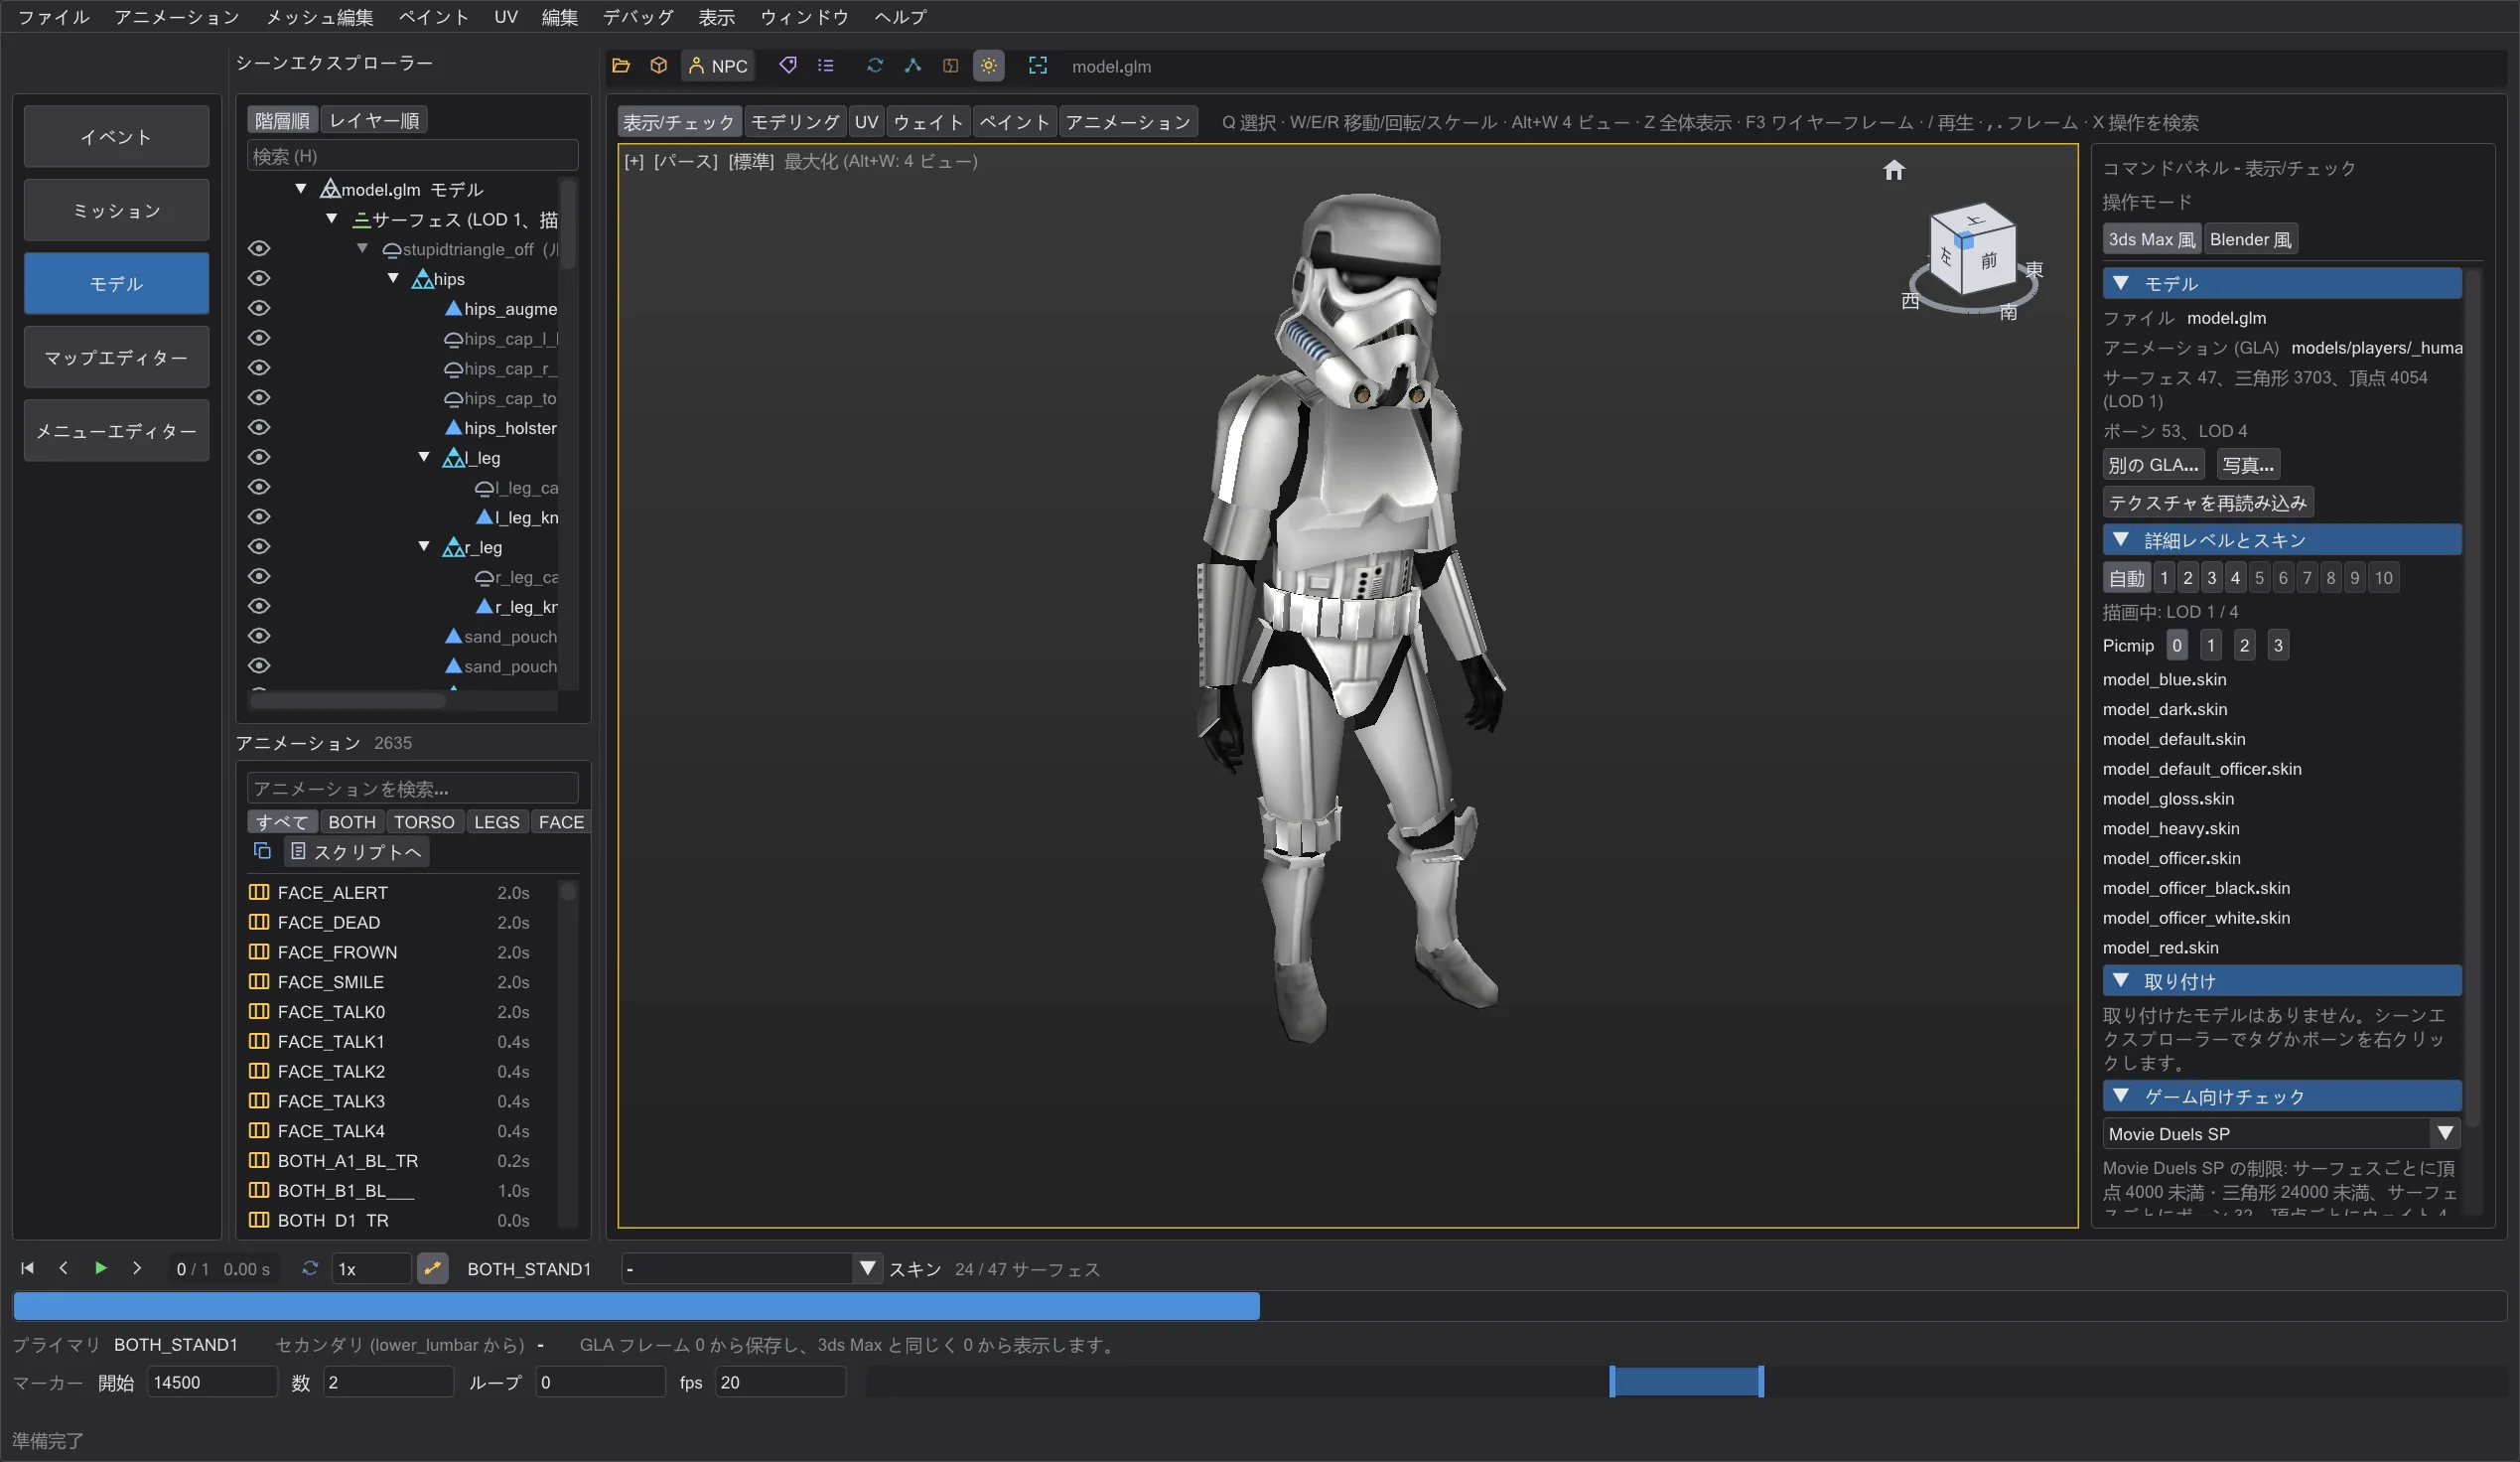 ファイル アニメーション メッシュ編集 ペイント UV 編集 デバッグ 表示 ウィンドウ ヘルプ
シーンエクスプローラー
NPC model.glm
イベント
ミッション
モデル
マップエディター
メニューエディター
階層順 レイヤー順
検索 (H)
model.glm モデル
サーフェス (LOD 1、描
stupidtriangle_off
hips
hips_augme
hips_cap_l_l
hips_cap_r_
hips_cap_to
hips_holster
l_leg
l_leg_ca
l_leg_kn
r_leg
r_leg_ca
r_leg_kn
sand_pouch
sand_pouch
アニメーション 2635
アニメーションを検索...
すべて BOTH TORSO LEGS FACE
スクリプトへ
FACE_ALERT 2.0s
FACE_DEAD 2.0s
FACE_FROWN 2.0s
FACE_SMILE 2.0s
FACE_TALK0 2.0s
FACE_TALK1 0.4s
FACE_TALK2 0.4s
FACE_TALK3 0.4s
FACE_TALK4 0.4s
BOTH_A1_BL_TR 0.2s
BOTH_B1_BL___ 1.0s
BOTH_D1_TR 0.0s
表示/チェック モデリング UV ウェイト ペイント アニメーション Q 選択 · W/E/R 移動/回転/スケール · Alt+W 4 ビュー · Z 全体表示 · F3 ワイヤーフレーム · / 再生 · , . フレーム · X 操作を検索
[+] [パース] [標準] 最大化 (Alt+W: 4 ビュー)
上
左 前
西 南 東
コマンドパネル - 表示/チェック
操作モード
3ds Max 風 Blender 風
モデル
ファイル model.glm
アニメーション (GLA) models/players/_huma
サーフェス 47、三角形 3703、頂点 4054
(LOD 1)
ボーン 53、LOD 4
別の GLA... 写真...
テクスチャを再読み込み
詳細レベルとスキン
自動 1 2 3 4 5 6 7 8 9 10
描画中: LOD 1 / 4
Picmip 0 1 2 3
model_blue.skin
model_dark.skin
model_default.skin
model_default_officer.skin
model_gloss.skin
model_heavy.skin
model_officer.skin
model_officer_black.skin
model_officer_white.skin
model_red.skin
取り付け
取り付けたモデルはありません。シーンエ
クスプローラーでタグかボーンを右クリッ
クします。
ゲーム向けチェック
Movie Duels SP
Movie Duels SP の制限: サーフェスごとに頂
点 4000 未満・三角形 24000 未満、サーフェ
スごとにボーン 32、頂点ごとにウェイト 4
0 / 1 0.00 s 1x BOTH_STAND1 - スキン 24 / 47 サーフェス
プライマリ BOTH_STAND1 セカンダリ (lower_lumbar から) - GLA フレーム 0 から保存し、3ds Max と同じく 0 から表示します。
マーカー 開始 14500 数 2 ループ 0 fps 20
準備完了